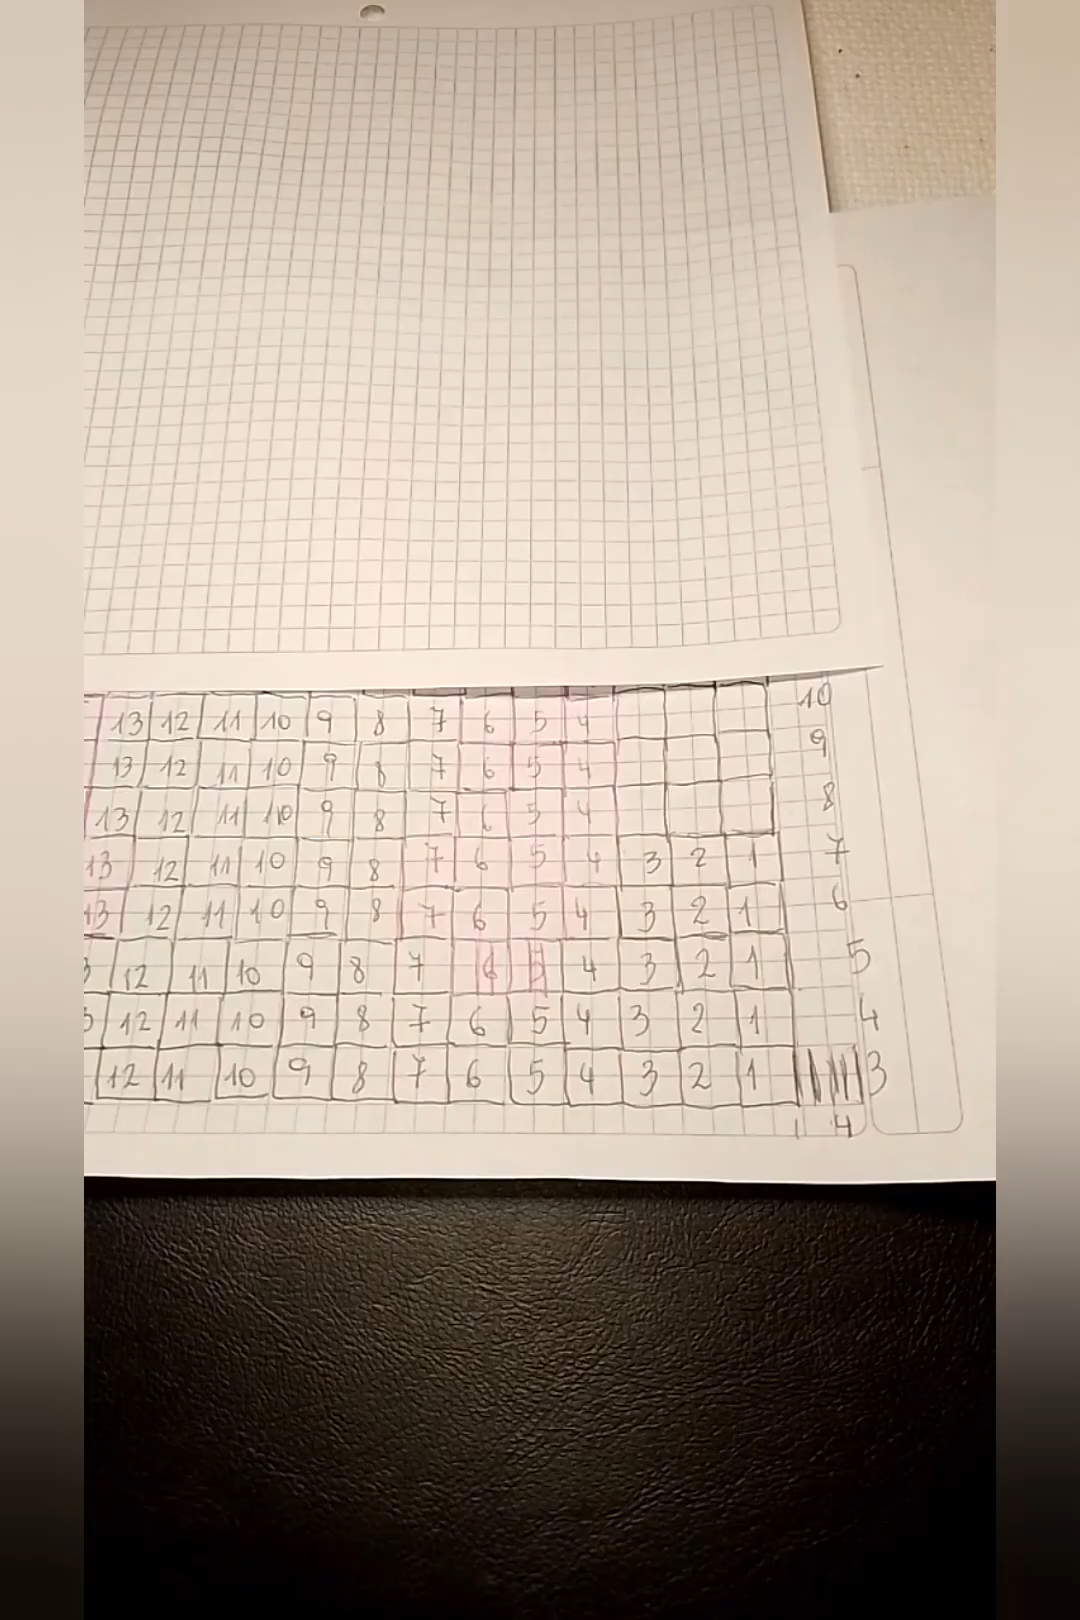 13 12 11 10 9 8 7 6 5 4 10
13 12 11 10 9 8 7 6 5 4 9
13 12 11 10 9 8 7 6 5 4 8
13 12 11 10 9 8 7 6 5 4 3 2 1 7
13 12 11 10 9 8 7 6 5 4 3 2 1 6
12 11 10 9 8 7 6 5 4 3 2 1 5
12 11 10 9 8 7 6 5 4 3 2 1 4
12 11 10 9 8 7 6 5 4 3 2 1 3
1 4